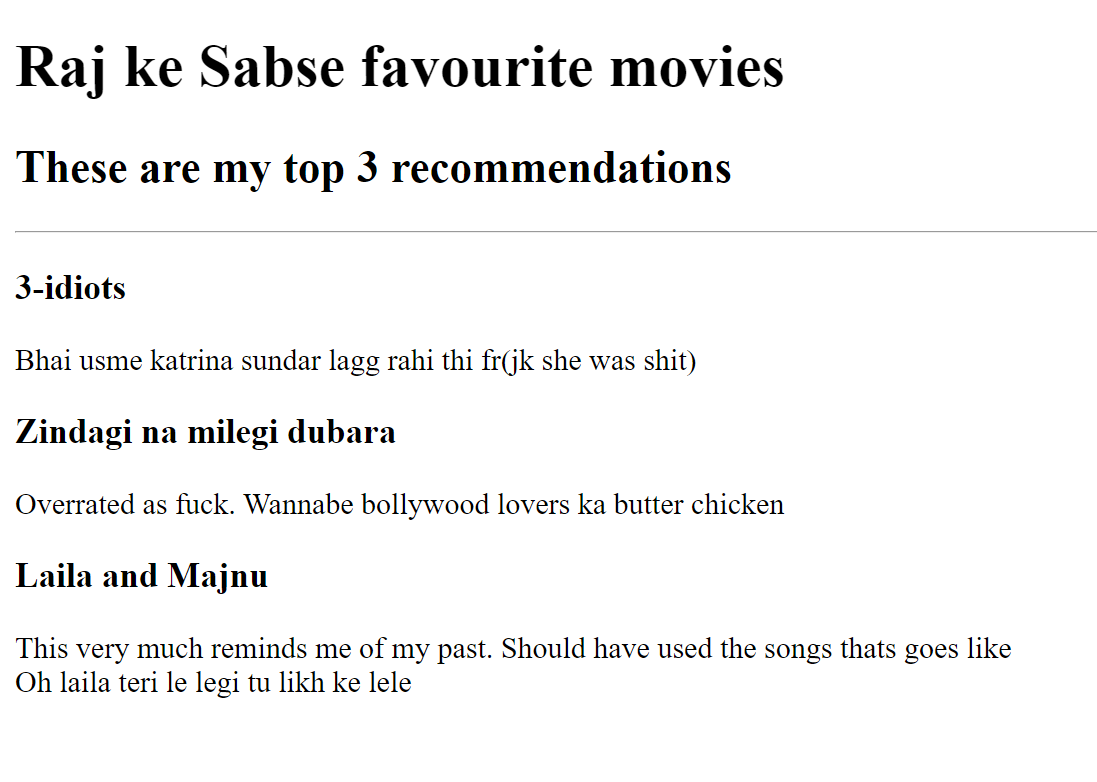 Raj ke Sabse favourite movies
These are my top 3 recommendations
3-idiots
Bhai usme katrina sundar lagg rahi thi fr(jk she was shit)
Zindagi na milegi dubara
Overrated as fuck. Wannabe bollywood lovers ka butter chicken
Laila and Majnu
This very much reminds me of my past. Should have used the songs thats goes like
Oh laila teri le legi tu likh ke lele